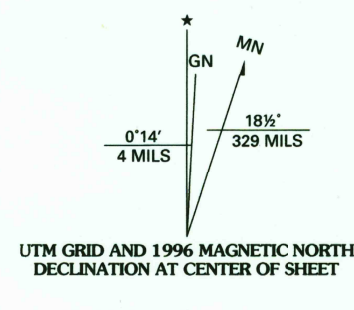 MN
GN
0°14′
4 MILS
18½°
329 MILS
UTM GRID AND 1996 MAGNETIC NORTH
DECLINATION AT CENTER OF SHEET